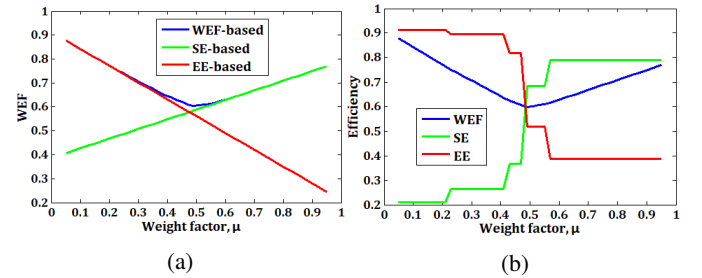 WEF-based
SE-based
EE-based
1
0.9
0.8
0.7
0.6
0.5
0.4
0.3
0.2
WEF
0 0.1 0.2 0.3 0.4 0.5 0.6 0.7 0.8 0.9 1
Weight factor, μ
(a)
WEF
SE
EE
1
0.9
0.8
0.7
0.6
0.5
0.4
0.3
0.2
Efficiency
0 0.1 0.2 0.3 0.4 0.5 0.6 0.7 0.8 0.9 1
Weight factor, μ
(b)